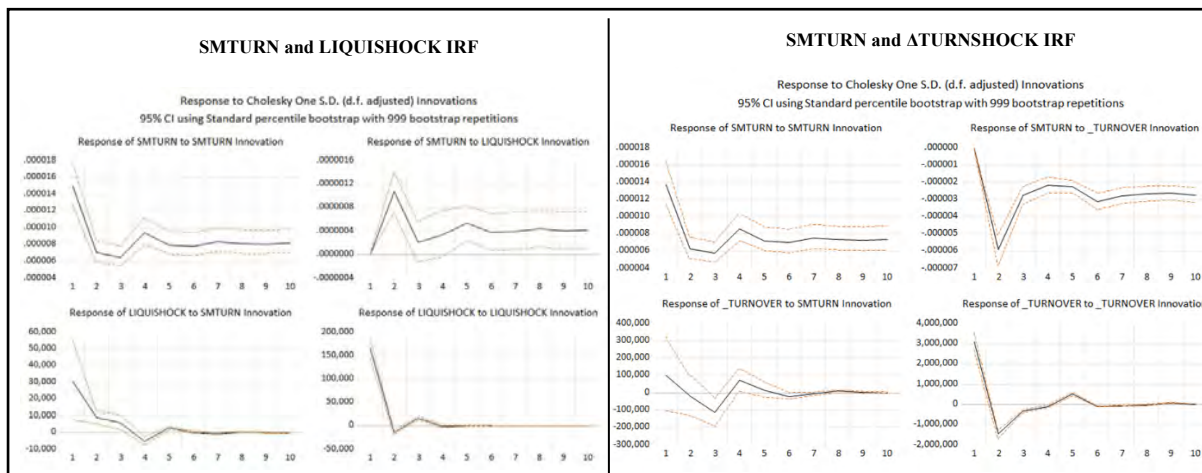 SMTURN and LIQUISHOCK IRF
Response to Cholesky One S.D. (d.f. adjusted) Innovations
95% CI using Standard percentile bootstrap with 999 bootstrap repetitions
Response of SMTURN to SMTURN Innovation
.000018
.000016
.000014
.000012
.000010
.000008
.000006
.000004
1 2 3 4 5 6 7 8 9 10
Response of SMTURN to LIQUISHOCK Innovation
.0000016
.0000012
.0000008
.0000004
.0000000
-.0000004
1 2 3 4 5 6 7 8 9 10
Response of LIQUISHOCK to SMTURN Innovation
60,000
50,000
40,000
30,000
20,000
10,000
0
-10,000
1 2 3 4 5 6 7 8 9 10
Response of LIQUISHOCK to LIQUISHOCK Innovation
200,000
150,000
100,000
50,000
0
-50,000
1 2 3 4 5 6 7 8 9 10
SMTURN and ΔTURNSHOCK IRF
Response to Cholesky One S.D. (d.f. adjusted) Innovations
95% CI using Standard percentile bootstrap with 999 bootstrap repetitions
Response of SMTURN to SMTURN Innovation
.000018
.000016
.000014
.000012
.000010
.000008
.000006
.000004
1 2 3 4 5 6 7 8 9 10
Response of SMTURN to _TURNOVER Innovation
.000000
-.000001
-.000002
-.000003
-.000004
-.000005
-.000006
-.000007
1 2 3 4 5 6 7 8 9 10
Response of _TURNOVER to SMTURN Innovation
400,000
300,000
200,000
100,000
0
-100,000
-200,000
-300,000
1 2 3 4 5 6 7 8 9 10
Response of _TURNOVER to _TURNOVER Innovation
4,000,000
3,000,000
2,000,000
1,000,000
0
-1,000,000
-2,000,000
1 2 3 4 5 6 7 8 9 10